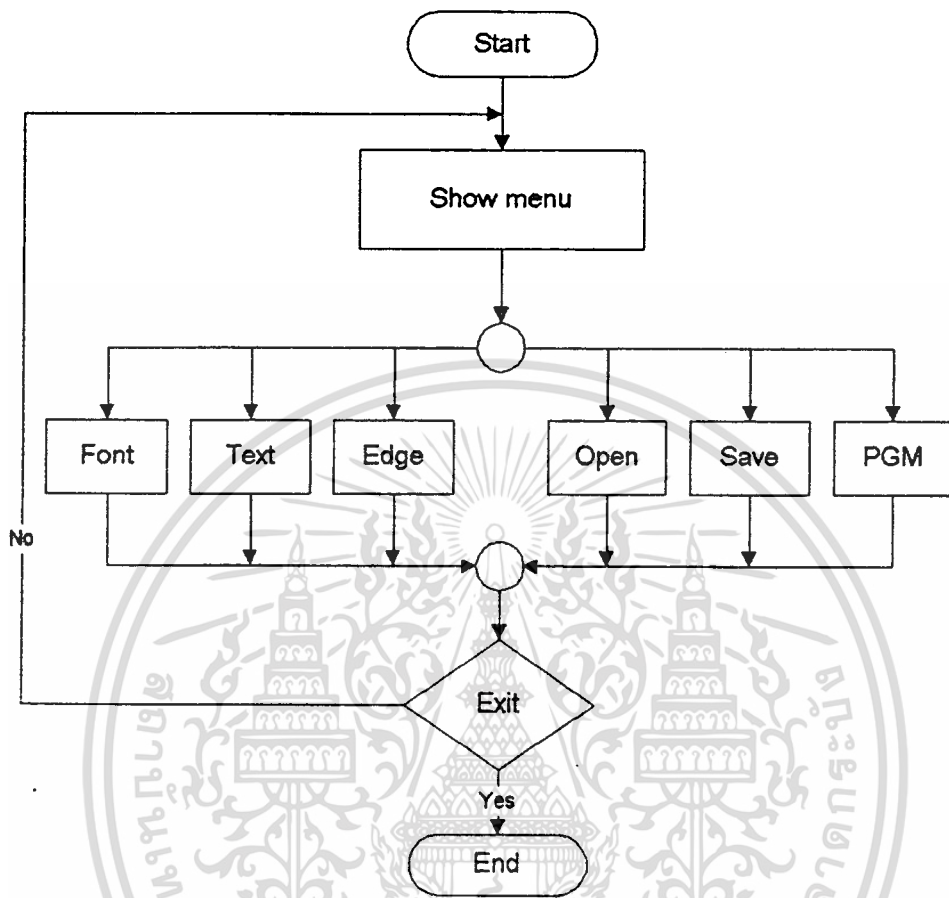 Start
Show menu
Font
Text
Edge
Open
Save
PGM
No
Exit
Yes
End